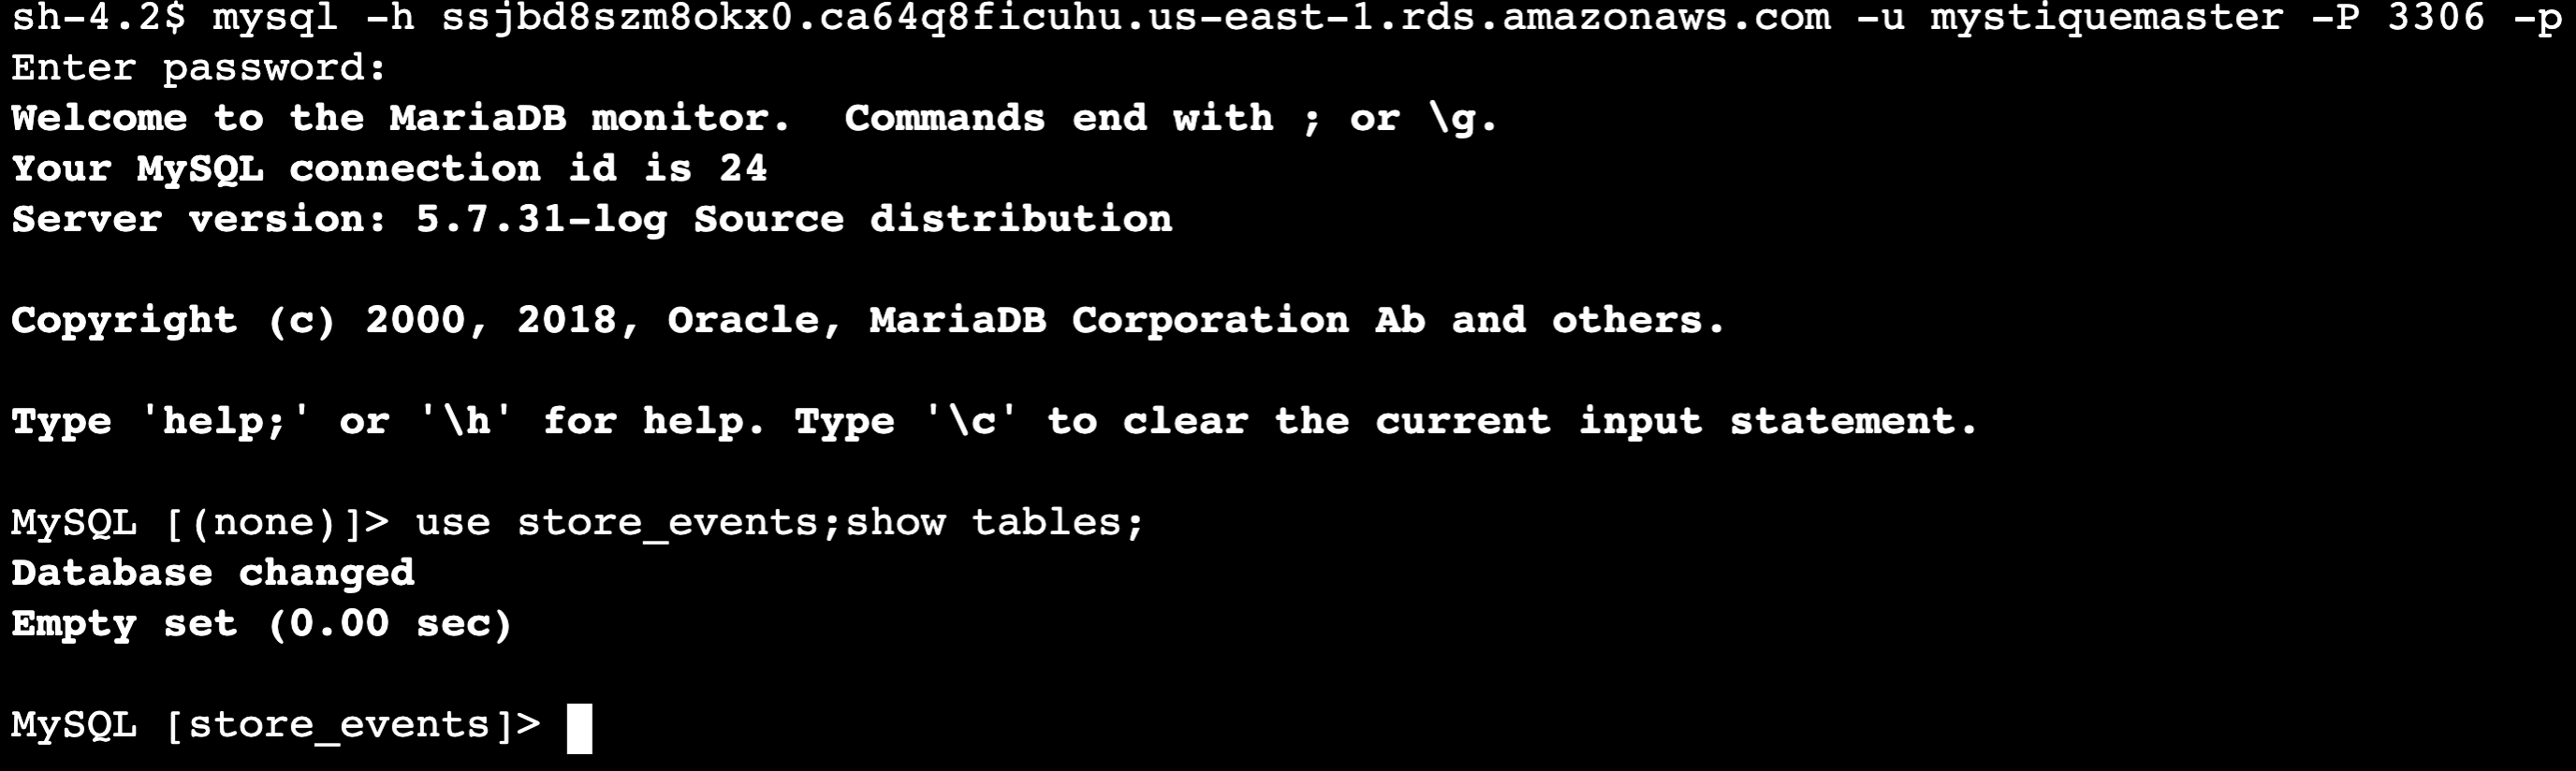 sh-4.2$ mysql -h ssjbd8szm8okx0.ca64q8ficuhu.us-east-1.rds.amazonaws.com -u mystiquemaster -P 3306 -p
Enter password:
Welcome to the MariaDB monitor.  Commands end with ; or \g.
Your MySQL connection id is 24
Server version: 5.7.31-log Source distribution
Copyright (c) 2000, 2018, Oracle, MariaDB Corporation Ab and others.
Type 'help;' or '\h' for help. Type '\c' to clear the current input statement.
MySQL [(none)]> use store_events;show tables;
Database changed
Empty set (0.00 sec)
MySQL [store_events]>